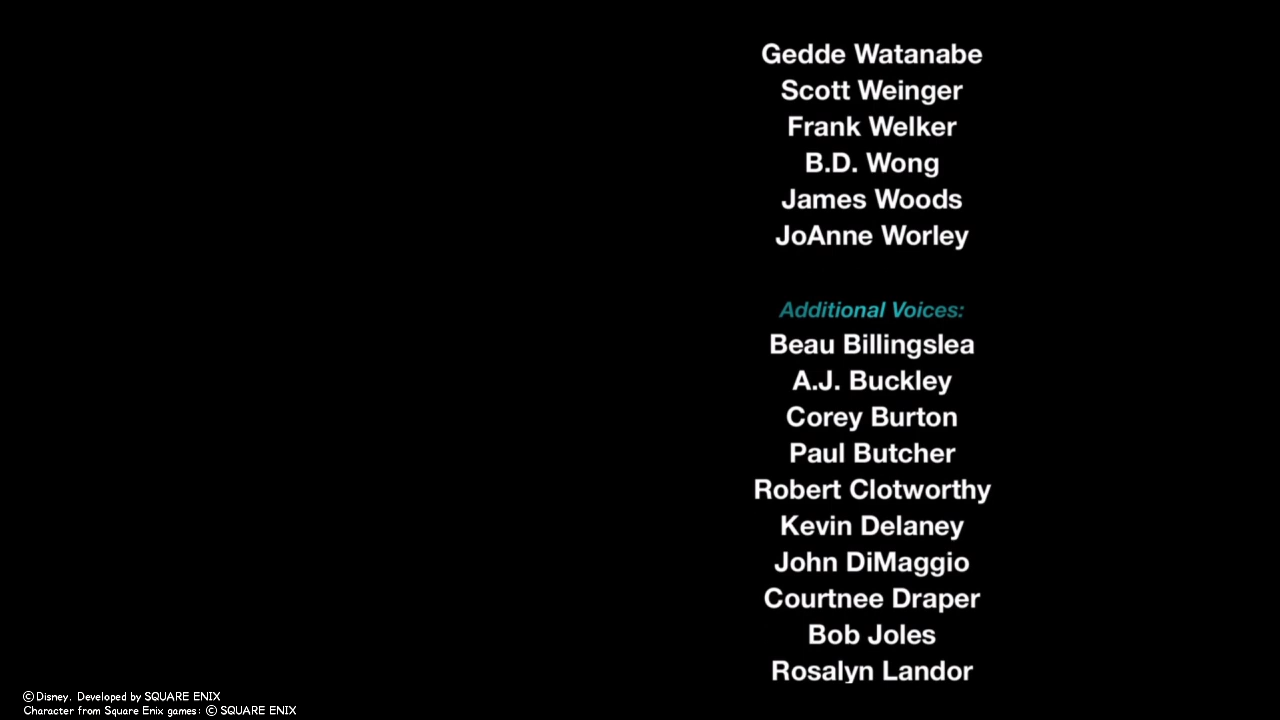 Gedde Watanabe
Scott Weinger
Frank Welker
B.D. Wong
James Woods
JoAnne Worley
Additional Voices:
Beau Billingslea
A.J. Buckley
Corey Burton
Paul Butcher
Robert Clotworthy
Kevin Delaney
John DiMaggio
Courtnee Draper
Bob Joles
Rosalyn Landor
© Disney. Developed by SQUARE ENIX
Character from Square Enix games: © SQUARE ENIX